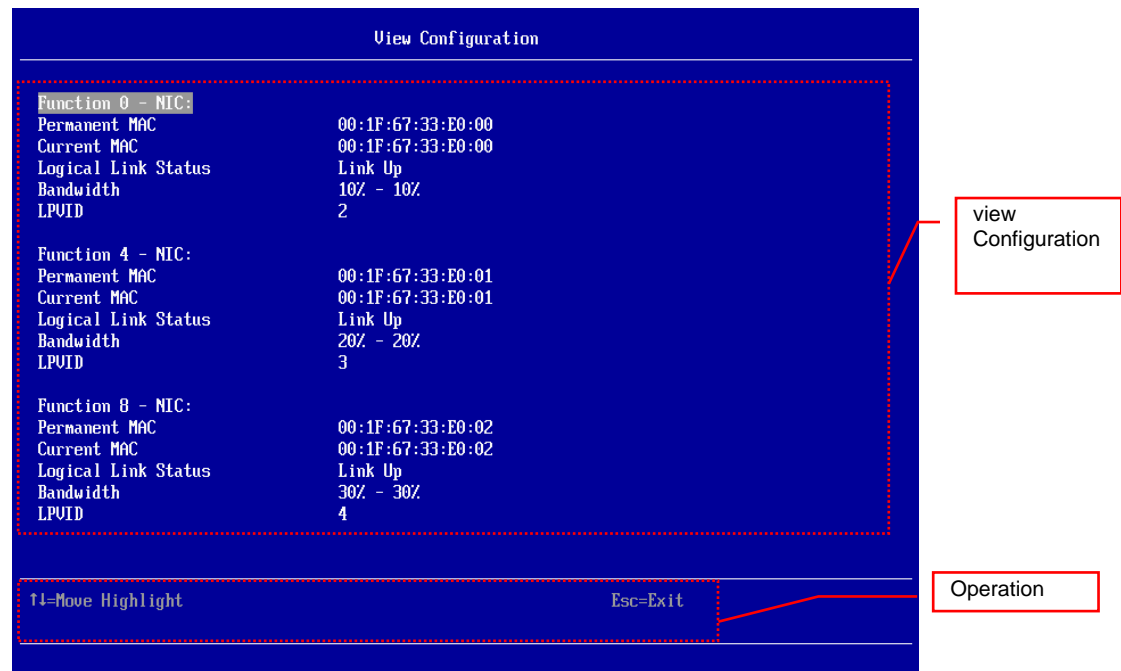 View Configuration
Function 0 - NIC:
Permanent MAC 00:1F:67:33:E0:00
Current MAC 00:1F:67:33:E0:00
Logical Link Status Link Up
Bandwidth 10% - 10%
LPVID 2
Function 4 - NIC:
Permanent MAC 00:1F:67:33:E0:01
Current MAC 00:1F:67:33:E0:01
Logical Link Status Link Up
Bandwidth 20% - 20%
LPVID 3
Function 8 - NIC:
Permanent MAC 00:1F:67:33:E0:02
Current MAC 00:1F:67:33:E0:02
Logical Link Status Link Up
Bandwidth 30% - 30%
LPVID 4
↑↓=Move Highlight Esc=Exit
view
Configuration
Operation